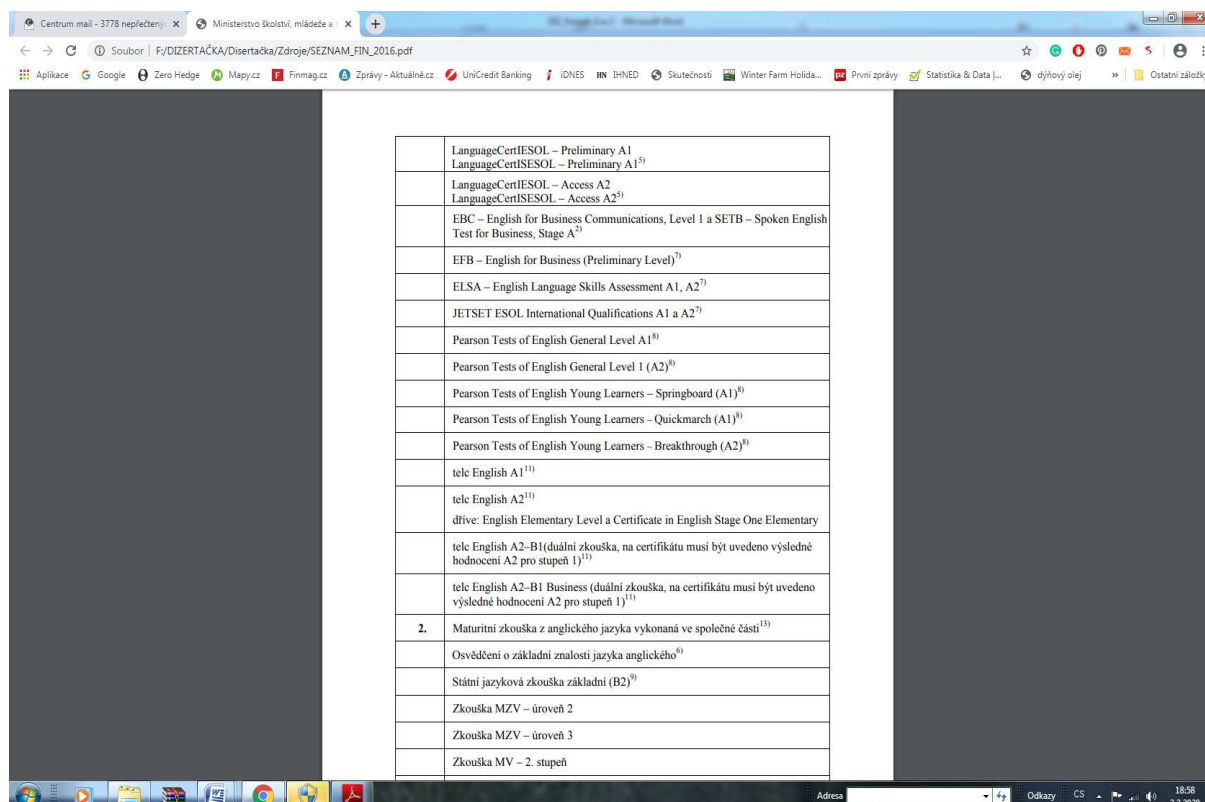 Centrum mail - 3778 nepřečtený
Ministerstvo školství, mládeže a
Soubor | F:/DIZERTAČKA/Disertačka/Zdroje/SEZNAM_FIN_2016.pdf
Aplikace Google Zero Hedge Mapy.cz Finmag.cz Zprávy - Aktuálně.cz UniCredit Banking iDNES IHNED Skutečnosti Winter Farm Holida... První zprávy Statistika & Data |... dýňový olej » Ostatní záložky
LanguageCertIESOL – Preliminary A1
LanguageCertISESOL – Preliminary A15)
LanguageCertIESOL – Access A2
LanguageCertISESOL – Access A25)
EBC – English for Business Communications, Level 1 a SETB – Spoken English
Test for Business, Stage A2)
EFB – English for Business (Preliminary Level)7)
ELSA – English Language Skills Assessment A1, A27)
JETSET ESOL International Qualifications A1 a A27)
Pearson Tests of English General Level A18)
Pearson Tests of English General Level 1 (A2)8)
Pearson Tests of English Young Learners – Springboard (A1)8)
Pearson Tests of English Young Learners – Quickmarch (A1)8)
Pearson Tests of English Young Learners – Breakthrough (A2)8)
telc English A111)
telc English A211)
dříve: English Elementary Level a Certificate in English Stage One Elementary
telc English A2–B1(duální zkouška, na certifikátu musí být uvedeno výsledné
hodnocení A2 pro stupeň 1)11)
telc English A2–B1 Business (duální zkouška, na certifikátu musí být uvedeno
výsledné hodnocení A2 pro stupeň 1)11)
2. Maturitní zkouška z anglického jazyka vykonaná ve společné části13)
Osvědčení o základní znalosti jazyka anglického6)
Státní jazyková zkouška základní (B2)9)
Zkouška MZV – úroveň 2
Zkouška MZV – úroveň 3
Zkouška MV – 2. stupeň
Adresa Odkazy CS 18:58